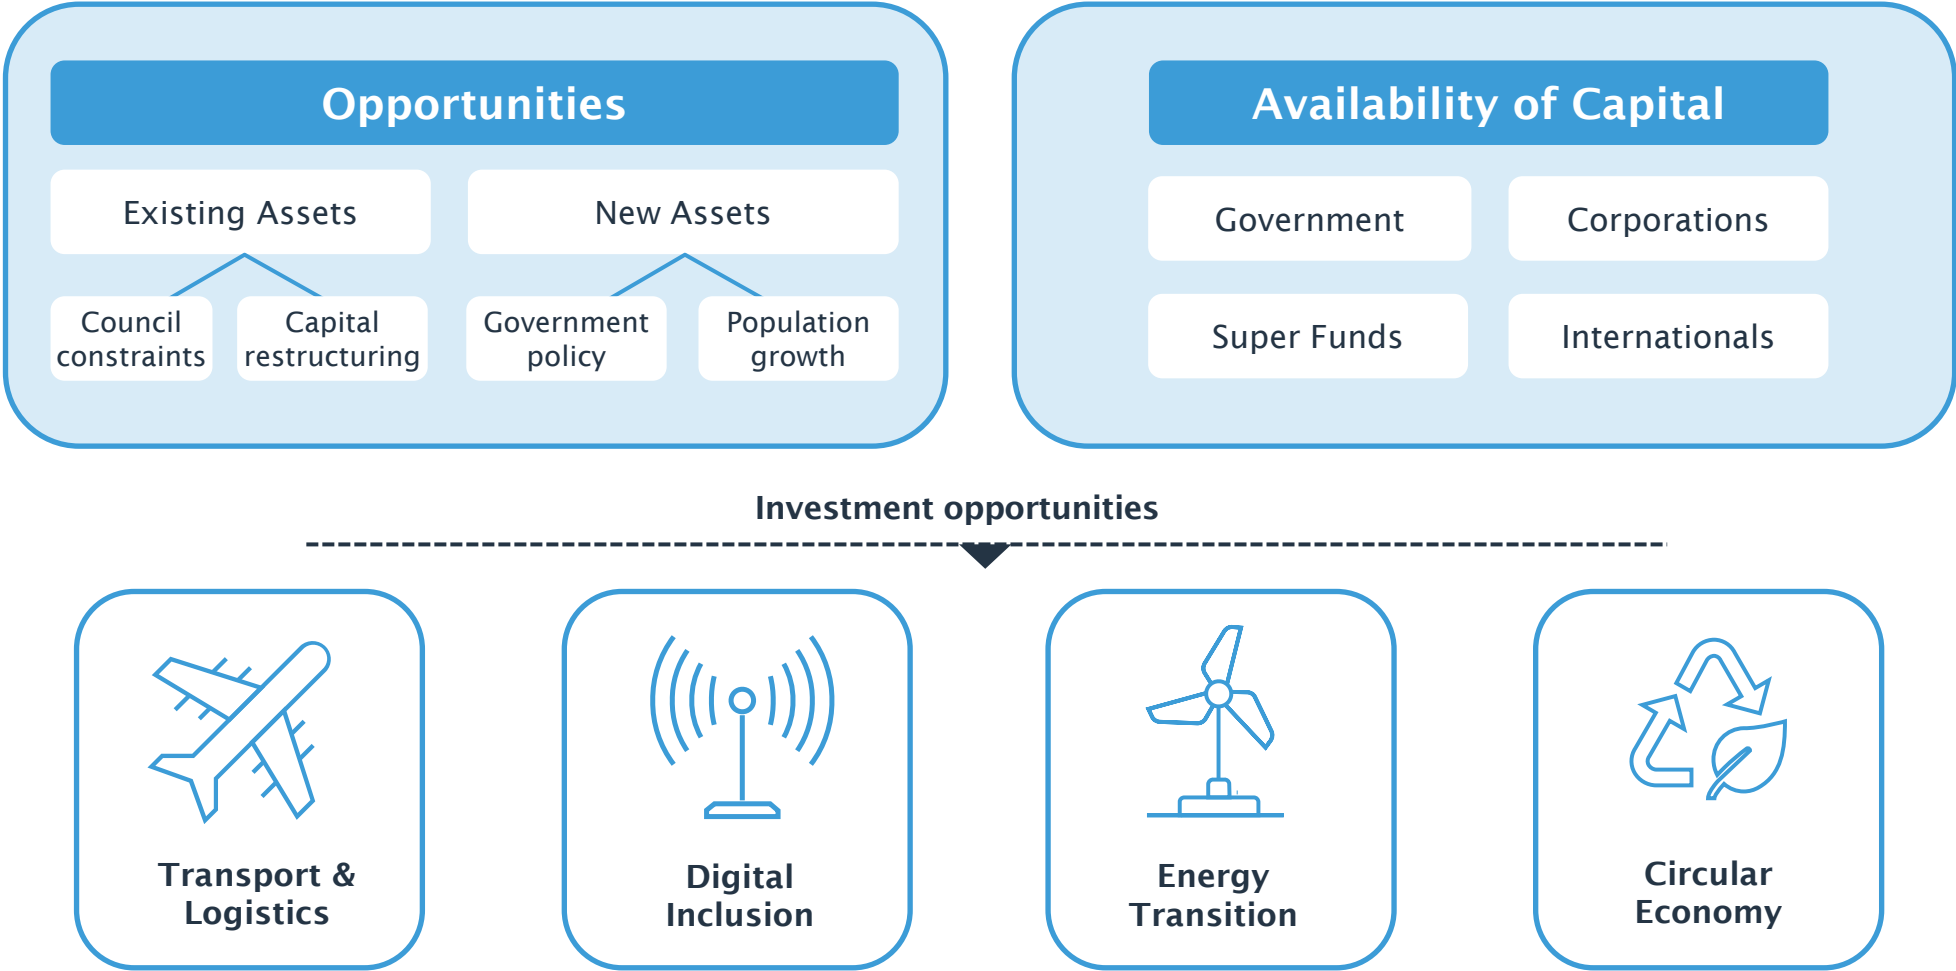 Opportunities
Existing Assets
New Assets
Council
constraints
Capital
restructuring
Government
policy
Population
growth
Availability of Capital
Government
Corporations
Super Funds
Internationals
Investment opportunities
Transport &
Logistics
Digital
Inclusion
Energy
Transition
Circular
Economy